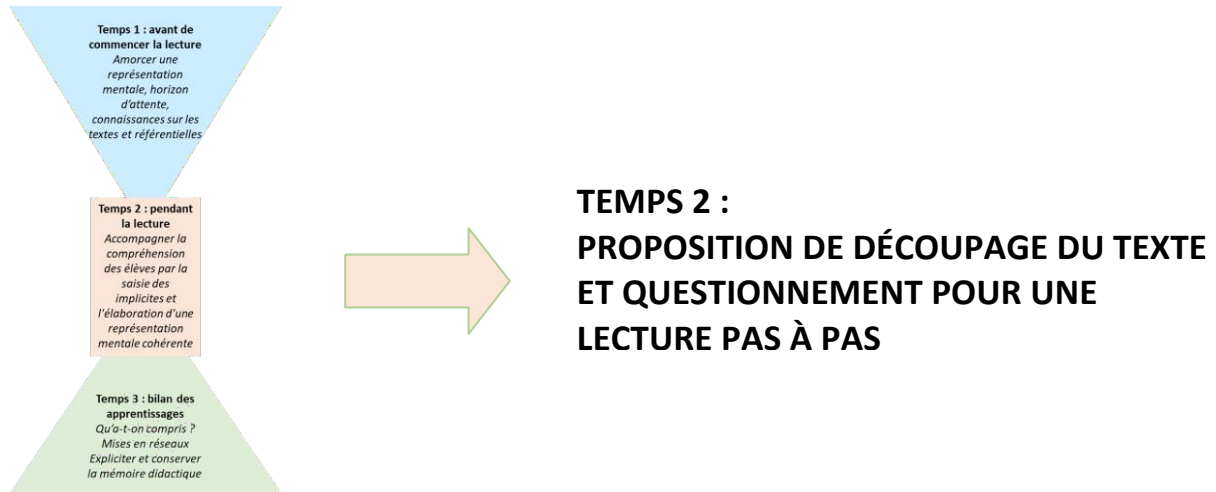 Temps 1 : avant de
commencer la lecture
Amorcer une
représentation
mentale, horizon
d'attente,
connaissances sur les
textes et référentielles
Temps 2 : pendant
la lecture
Accompagner la
compréhension
des élèves par la
saisie des
implicites et
l'élaboration d'une
représentation
mentale cohérente
Temps 3 : bilan des
apprentissages
Qu'a-t-on compris ?
Mises en réseaux
Expliciter et conserver
la mémoire didactique
TEMPS 2 :
PROPOSITION DE DÉCOUPAGE DU TEXTE
ET QUESTIONNEMENT POUR UNE
LECTURE PAS À PAS